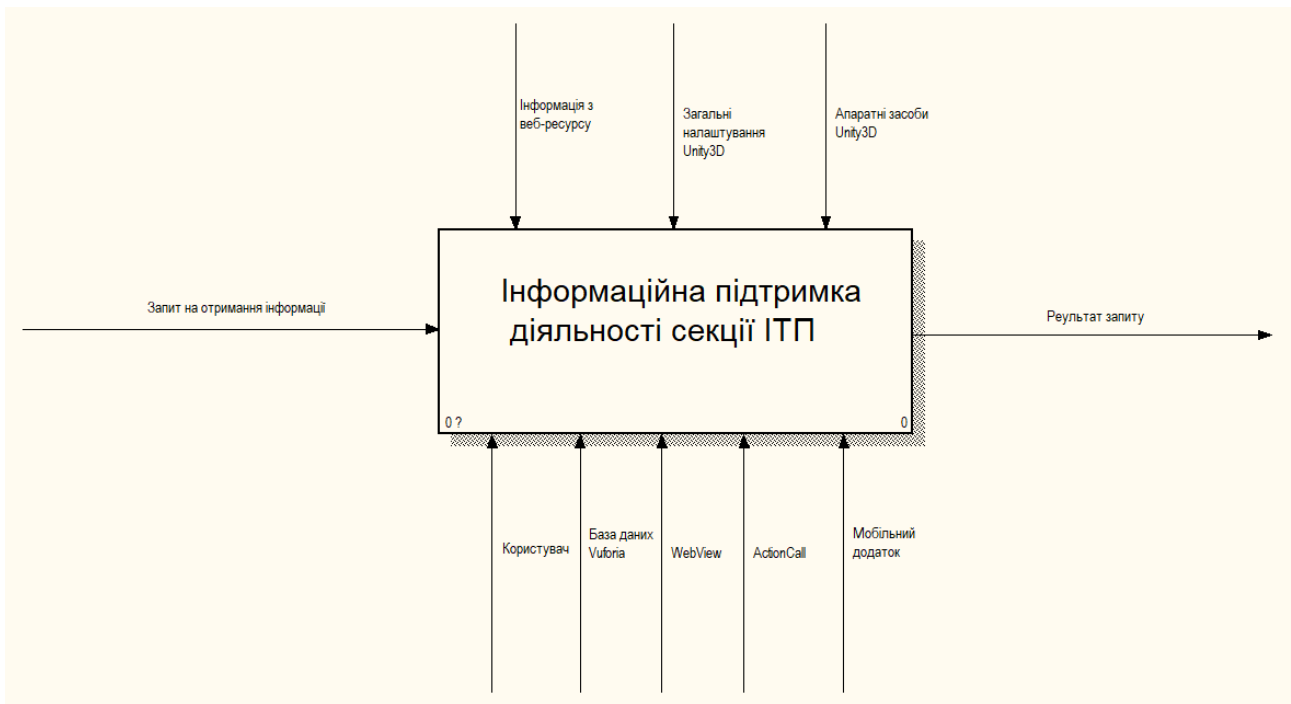 Інформація з
веб-ресурсу
Загальні
налаштування
Unity3D
Апаратні засоби
Unity3D
Запит на отримання інформації
Інформаційна підтримка
діяльності секції ІТП
Реультат запиту
0 ?
0
Користувач
База даних
Vuforia
WebView
ActionCall
Мобільний
додаток